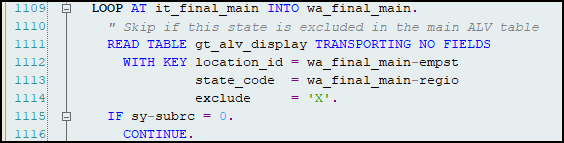 1109 LOOP AT it_final_main INTO wa_final_main.
1110 " Skip if this state is excluded in the main ALV table
1111 READ TABLE gt_alv_display TRANSPORTING NO FIELDS
1112 WITH KEY location_id = wa_final_main-empst
1113 state_code = wa_final_main-regio
1114 exclude = 'X'.
1115 IF sy-subrc = 0.
1116 CONTINUE.